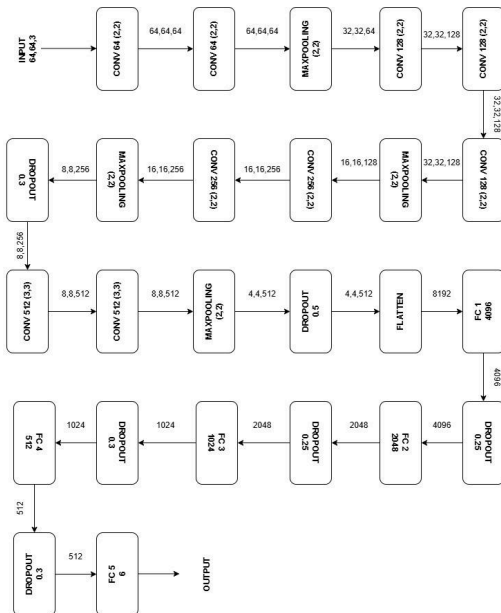 INPUT
64,64,3
CONV 64 (2,2)
64,64,64
CONV 64 (2,2)
64,64,64
MAXPOOLING
(2,2)
32,32,64
CONV 128 (2,2)
32,32,128
CONV 128 (2,2)
32,32,128
CONV 128 (2,2)
32,32,128
MAXPOOLING
(2,2)
16,16,128
CONV 256 (2,2)
16,16,256
CONV 256 (2,2)
16,16,256
MAXPOOLING
(2,2)
8,8,256
DROPOUT
0.3
8,8,256
CONV 512 (3,3)
8,8,512
CONV 512 (3,3)
8,8,512
MAXPOOLING
(2,2)
4,4,512
DROPOUT
0.5
4,4,512
FLATTEN
8192
FC 1
4096
4096
DROPOUT
0.25
4096
FC 2
2048
2048
DROPOUT
0.25
2048
FC 3
1024
1024
DROPOUT
0.3
1024
FC 4
512
512
DROPOUT
0.3
512
FC 5
6
OUTPUT